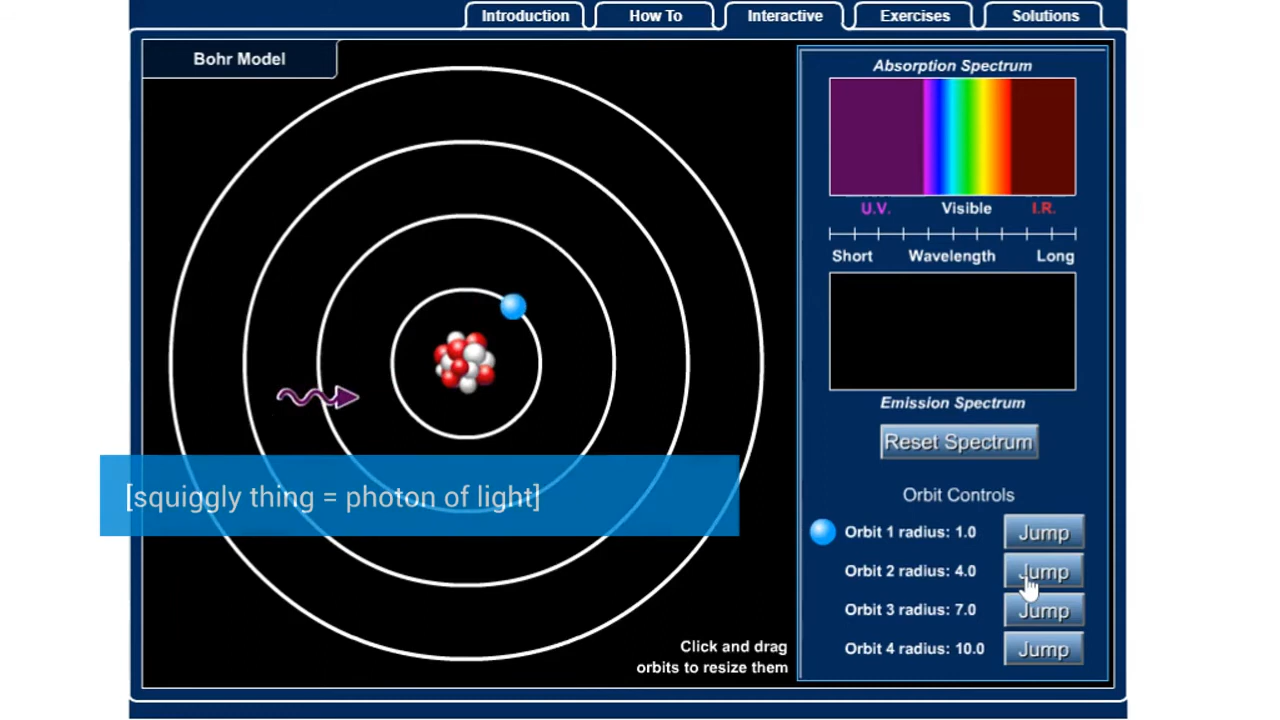 Introduction
How To
Interactive
Exercises
Solutions
Bohr Model
Absorption Spectrum
U.V.
Visible
I.R.
Short
Wavelength
Long
Emission Spectrum
Reset Spectrum
[squiggly thing = photon of light]
Orbit Controls
Orbit 1 radius: 1.0
Jump
Orbit 2 radius: 4.0
Jump
Orbit 3 radius: 7.0
Jump
Orbit 4 radius: 10.0
Jump
Click and drag
orbits to resize them